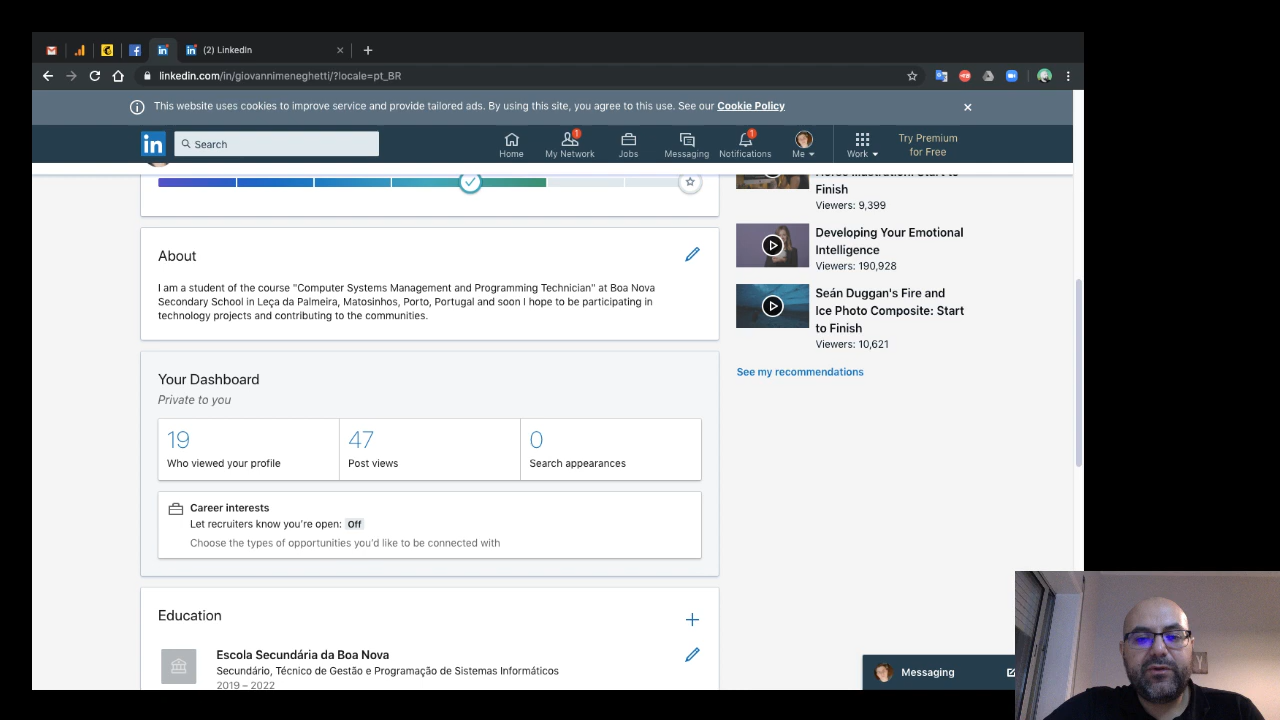 (2) LinkedIn
linkedin.com/in/giovannimeneghetti/?locale=pt_BR
This website uses cookies to improve service and provide tailored ads. By using this site, you agree to this use. See our Cookie Policy
in
Search
1
1
Home
My Network
Jobs
Messaging
Notifications
Me
Work
Try Premium
for Free
Finish
Viewers: 9,399
Developing Your Emotional
Intelligence
Viewers: 190,928
Seán Duggan's Fire and
Ice Photo Composite: Start
to Finish
Viewers: 10,621
See my recommendations
About
I am a student of the course "Computer Systems Management and Programming Technician" at Boa Nova
Secondary School in Leça da Palmeira, Matosinhos, Porto, Portugal and soon I hope to be participating in
technology projects and contributing to the communities.
Your Dashboard
Private to you
19
Who viewed your profile
47
Post views
0
Search appearances
Career interests
Let recruiters know you're open: Off
Choose the types of opportunities you'd like to be connected with
Education
Escola Secundária da Boa Nova
Secundário, Técnico de Gestão e Programação de Sistemas Informáticos
2019 – 2022
Messaging